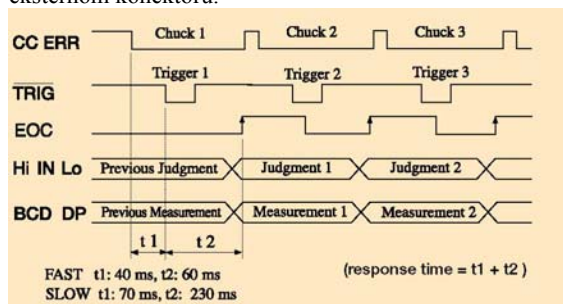 eksternom konektoru.
CC ERR Chuck 1 Chuck 2 Chuck 3
TRIG Trigger 1 Trigger 2 Trigger 3
EOC
Hi IN Lo Previous Judgment Judgment 1 Judgment 2
BCD DP Previous Measurement Measurement 1 Measurement 2
t 1 t 2
FAST t1: 40 ms, t2: 60 ms (response time = t1 + t2 )
SLOW t1: 70 ms, t2: 230 ms